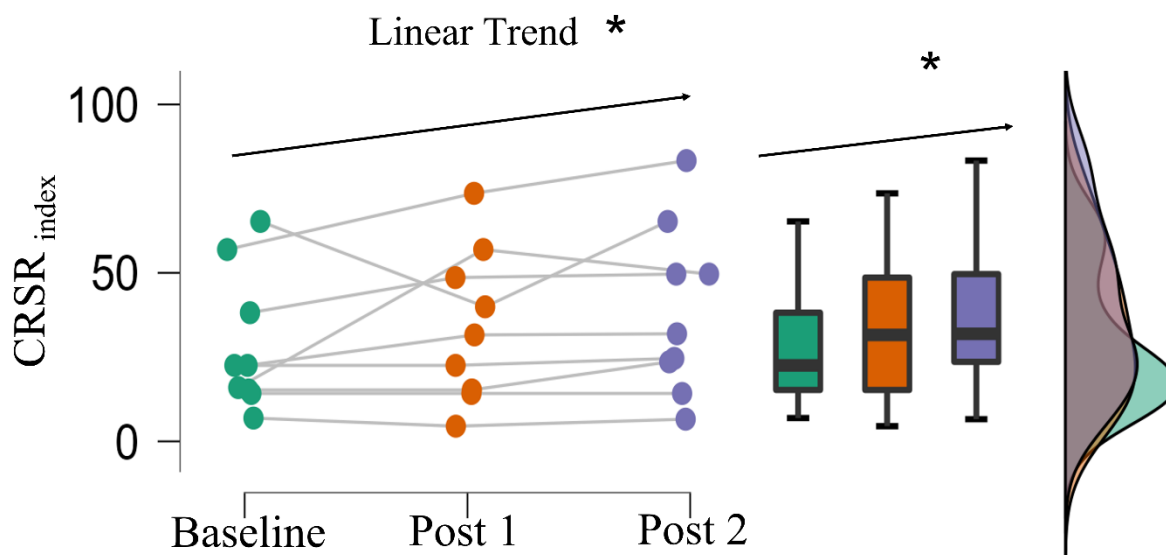 Linear Trend *
*
CRSR index
100
50
0
Baseline Post 1 Post 2